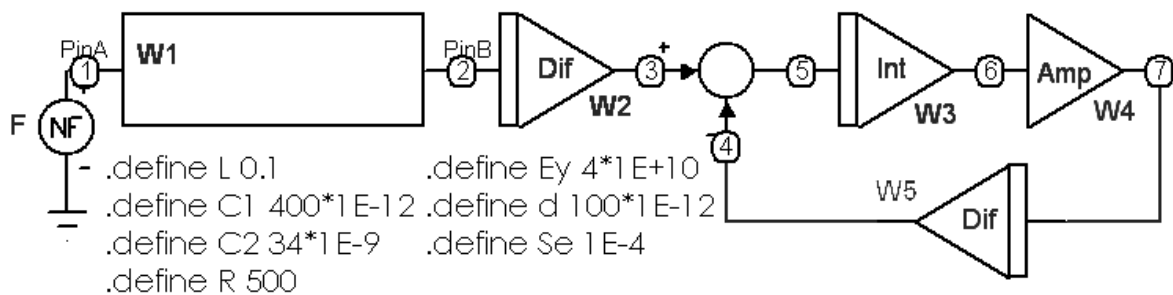 PinA
W1
PinB
1
2
Dif
W2
3
+
5
Int
W3
6
Amp
W4
7
F
NF
-
-
4
W5
Dif
.define L 0.1
.define Ey 4*1E+10
.define C1 400*1E-12
.define d 100*1E-12
.define C2 34*1E-9
.define Se 1E-4
.define R 500